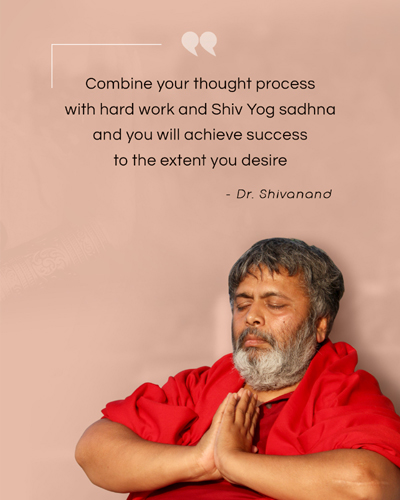 Combine your thought process
with hard work and Shiv Yog sadhna
and you will achieve success
to the extent you desire
- Dr. Shivanand